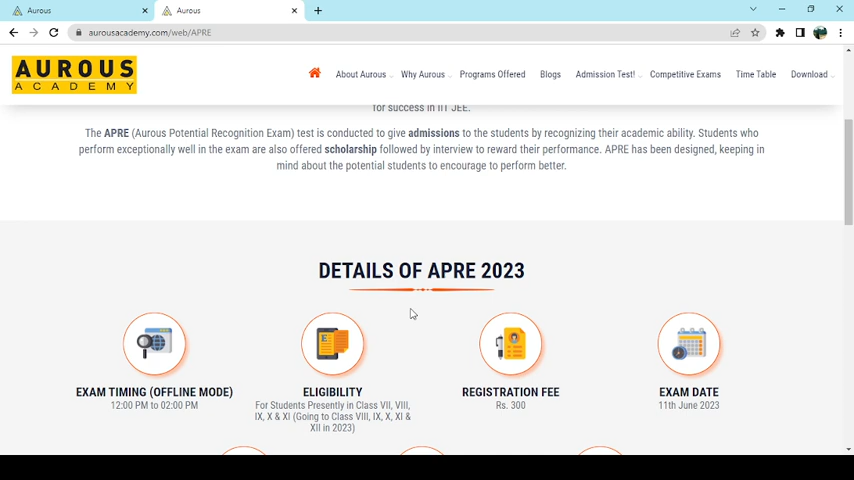 Aurous
Aurous
aurousacademy.com/web/APRE
AUROUS
ACADEMY
About Aurous
Why Aurous
Programs Offered
Blogs
Admission Test!
Competitive Exams
Time Table
Download
for success in IIT JEE.
The APRE (Aurous Potential Recognition Exam) test is conducted to give admissions to the students by recognizing their academic ability. Students who
perform exceptionally well in the exam are also offered scholarship followed by interview to reward their performance. APRE has been designed, keeping in
mind about the potential students to encourage to perform better.
DETAILS OF APRE 2023
EXAM TIMING (OFFLINE MODE)
12:00 PM to 02:00 PM
ELIGIBILITY
For Students Presently in Class VII, VIII,
IX, X & XI (Going to Class VIII, IX, X, XI &
XII in 2023)
REGISTRATION FEE
Rs. 300
EXAM DATE
11th June 2023